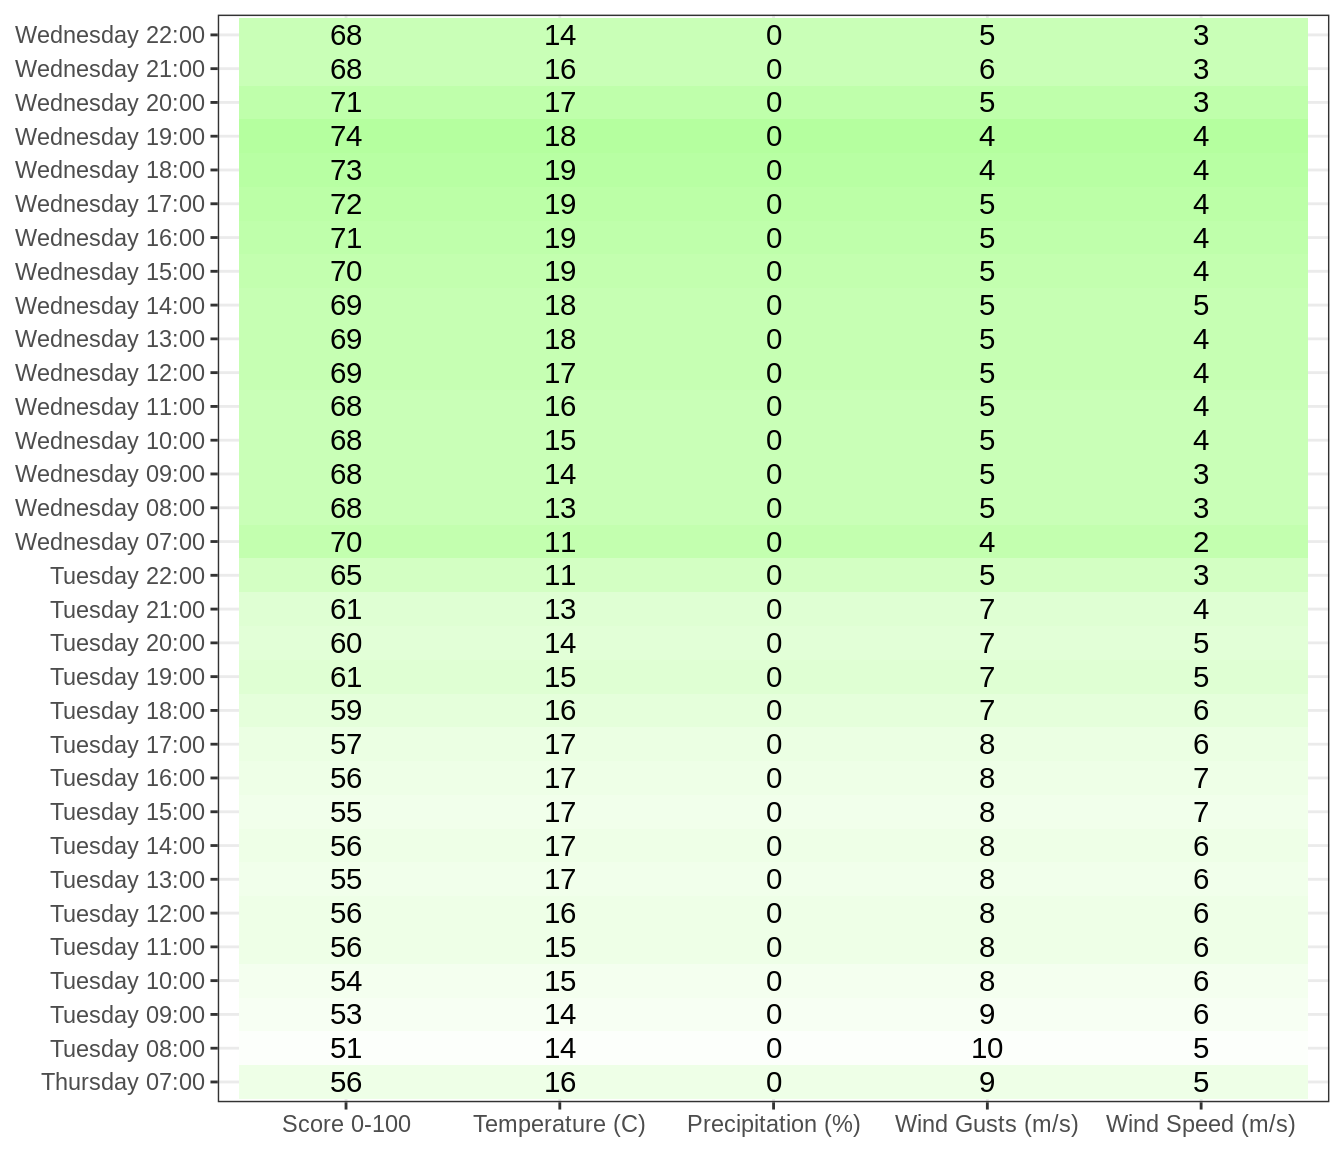 Wednesday 22:00 68 14 0 5 3
Wednesday 21:00 68 16 0 6 3
Wednesday 20:00 71 17 0 5 3
Wednesday 19:00 74 18 0 4 4
Wednesday 18:00 73 19 0 4 4
Wednesday 17:00 72 19 0 5 4
Wednesday 16:00 71 19 0 5 4
Wednesday 15:00 70 19 0 5 4
Wednesday 14:00 69 18 0 5 5
Wednesday 13:00 69 18 0 5 4
Wednesday 12:00 69 17 0 5 4
Wednesday 11:00 68 16 0 5 4
Wednesday 10:00 68 15 0 5 4
Wednesday 09:00 68 14 0 5 3
Wednesday 08:00 68 13 0 5 3
Wednesday 07:00 70 11 0 4 2
Tuesday 22:00 65 11 0 5 3
Tuesday 21:00 61 13 0 7 4
Tuesday 20:00 60 14 0 7 5
Tuesday 19:00 61 15 0 7 5
Tuesday 18:00 59 16 0 7 6
Tuesday 17:00 57 17 0 8 6
Tuesday 16:00 56 17 0 8 7
Tuesday 15:00 55 17 0 8 7
Tuesday 14:00 56 17 0 8 6
Tuesday 13:00 55 17 0 8 6
Tuesday 12:00 56 16 0 8 6
Tuesday 11:00 56 15 0 8 6
Tuesday 10:00 54 15 0 8 6
Tuesday 09:00 53 14 0 9 6
Tuesday 08:00 51 14 0 10 5
Thursday 07:00 56 16 0 9 5
Score 0-100 Temperature (C) Precipitation (%) Wind Gusts (m/s) Wind Speed (m/s)